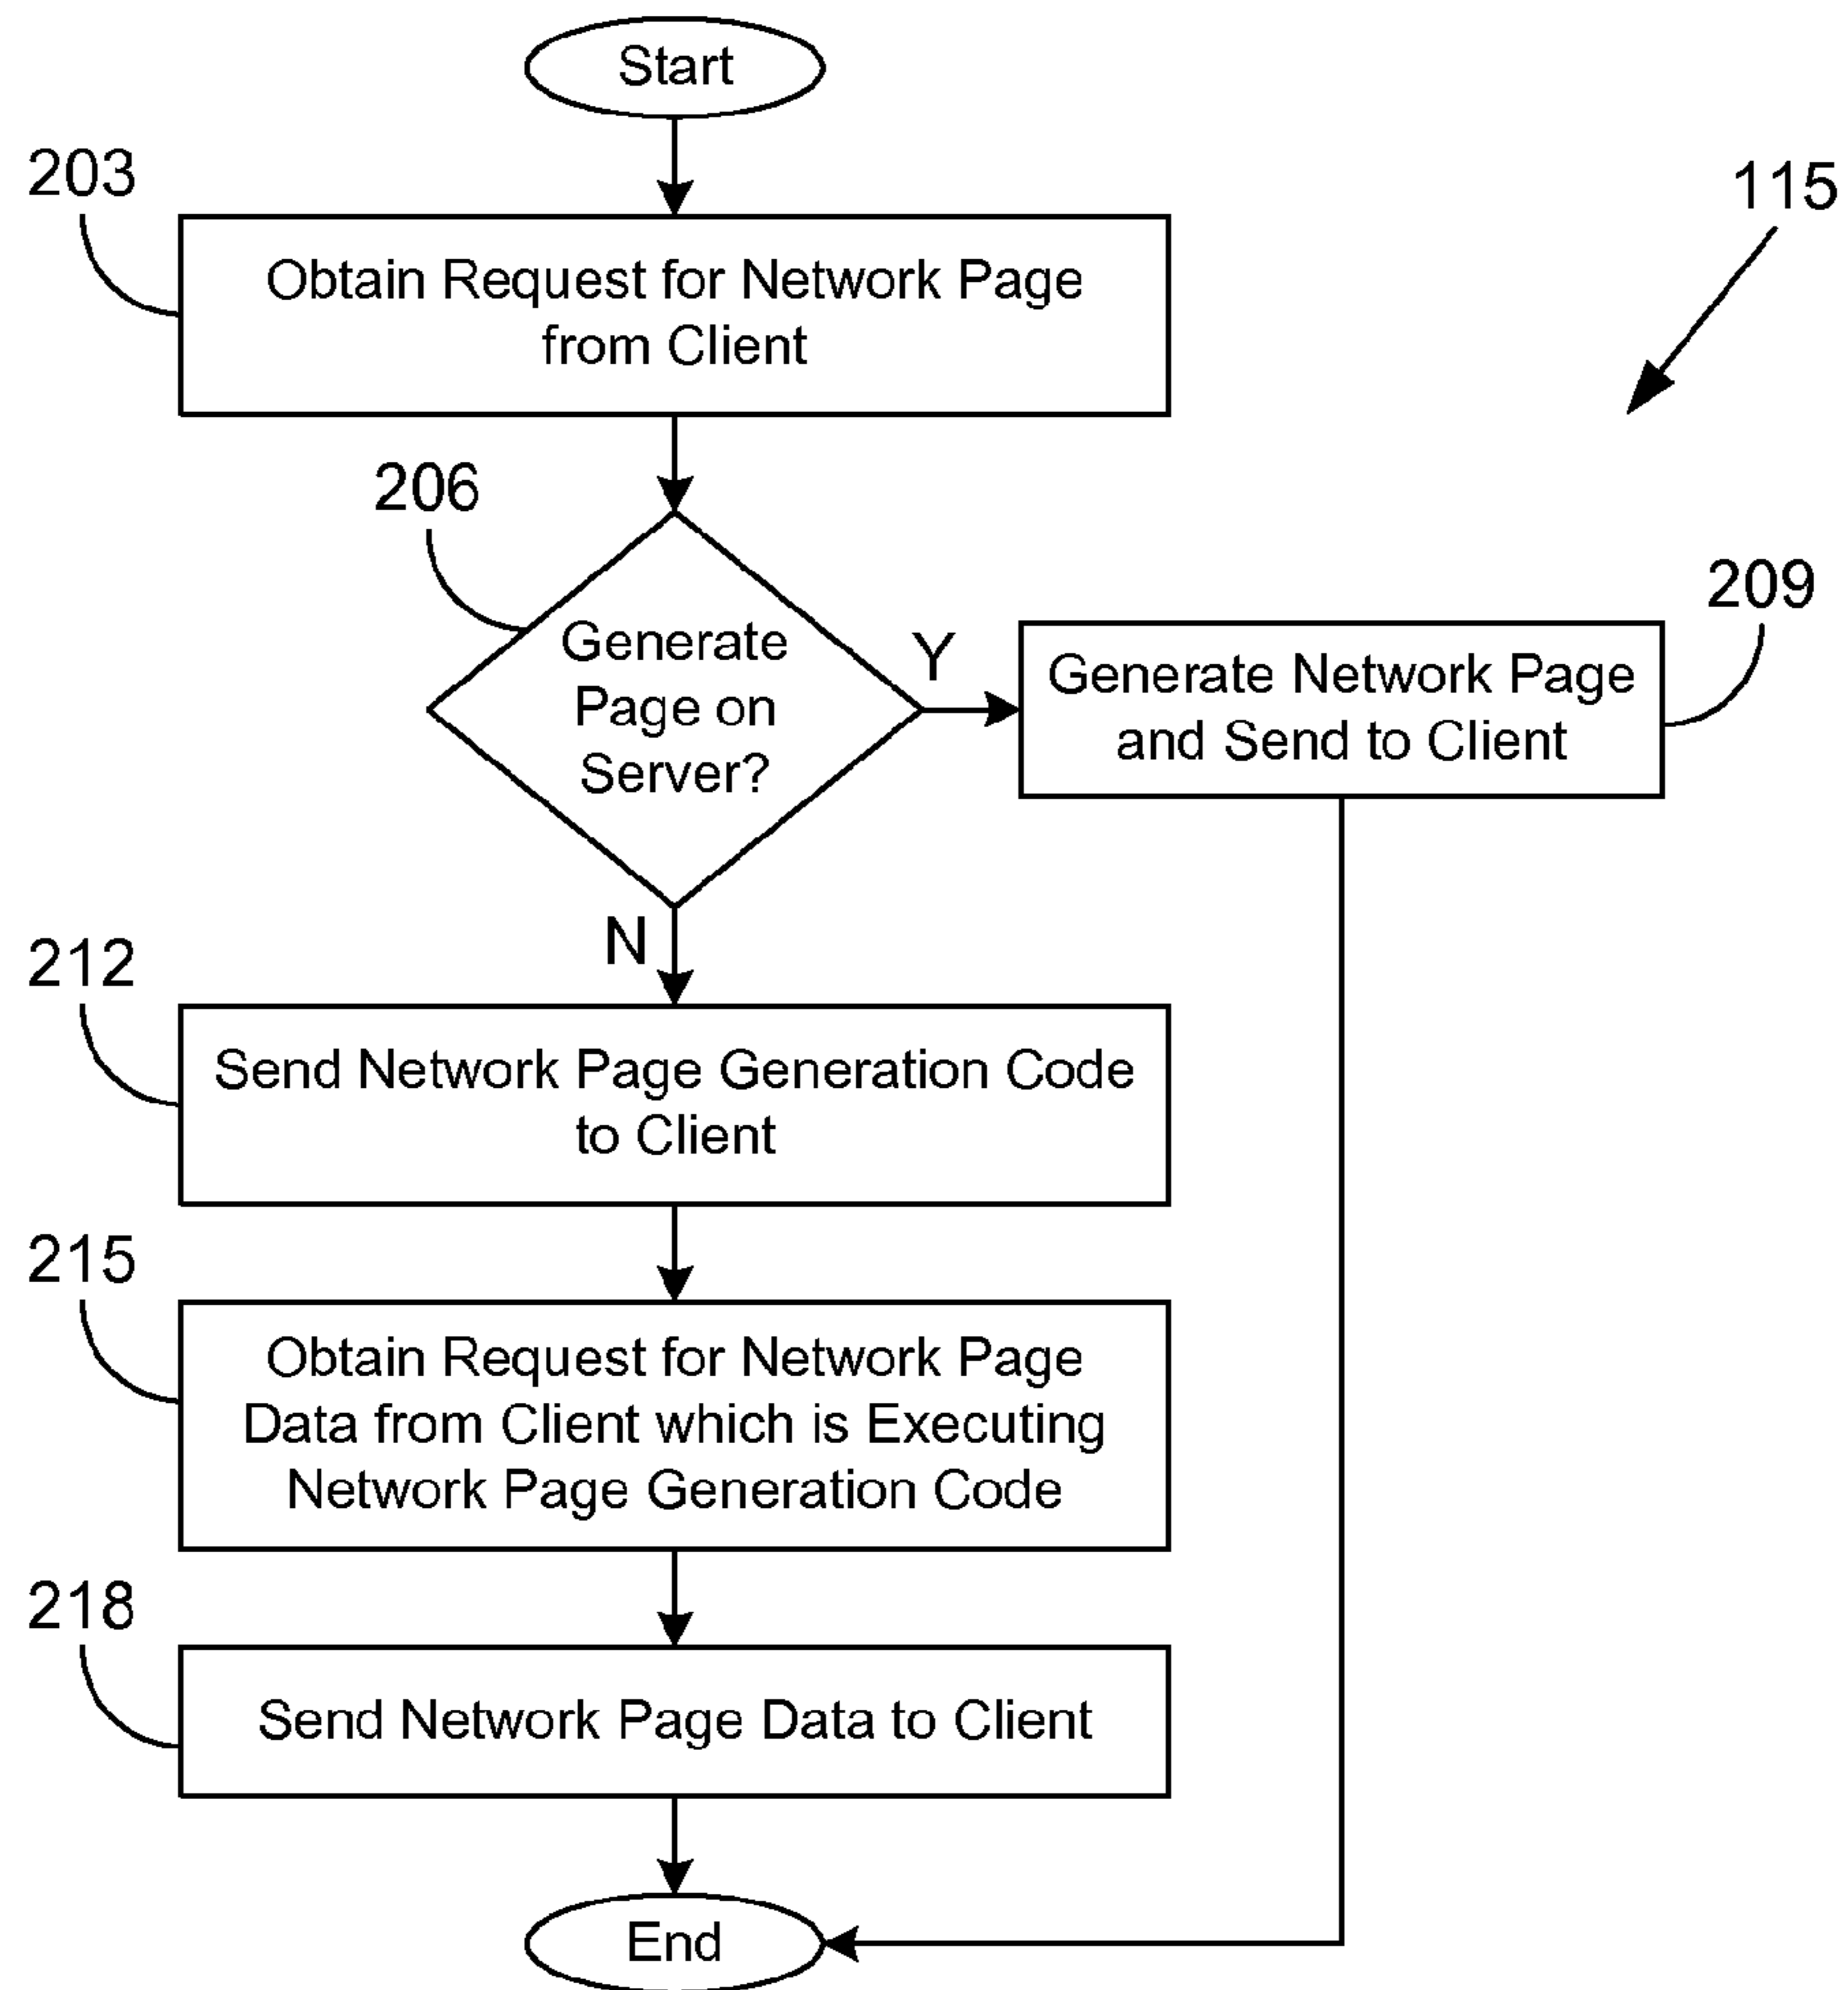 Start
203
115
Obtain Request for Network Page
from Client
206
Generate
Page on
Server?
Y
209
Generate Network Page
and Send to Client
N
212
Send Network Page Generation Code
to Client
215
Obtain Request for Network Page
Data from Client which is Executing
Network Page Generation Code
218
Send Network Page Data to Client
End